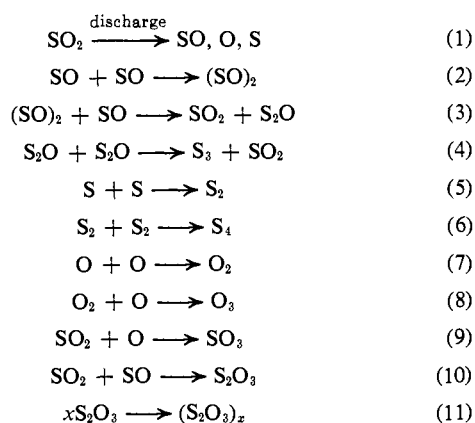 discharge
SO₂ ⟶ SO, O, S (1)
SO + SO ⟶ (SO)₂ (2)
(SO)₂ + SO ⟶ SO₂ + S₂O (3)
S₂O + S₂O ⟶ S₃ + SO₂ (4)
S + S ⟶ S₂ (5)
S₂ + S₂ ⟶ S₄ (6)
O + O ⟶ O₂ (7)
O₂ + O ⟶ O₃ (8)
SO₂ + O ⟶ SO₃ (9)
SO₂ + SO ⟶ S₂O₃ (10)
xS₂O₃ ⟶ (S₂O₃)ₓ (11)